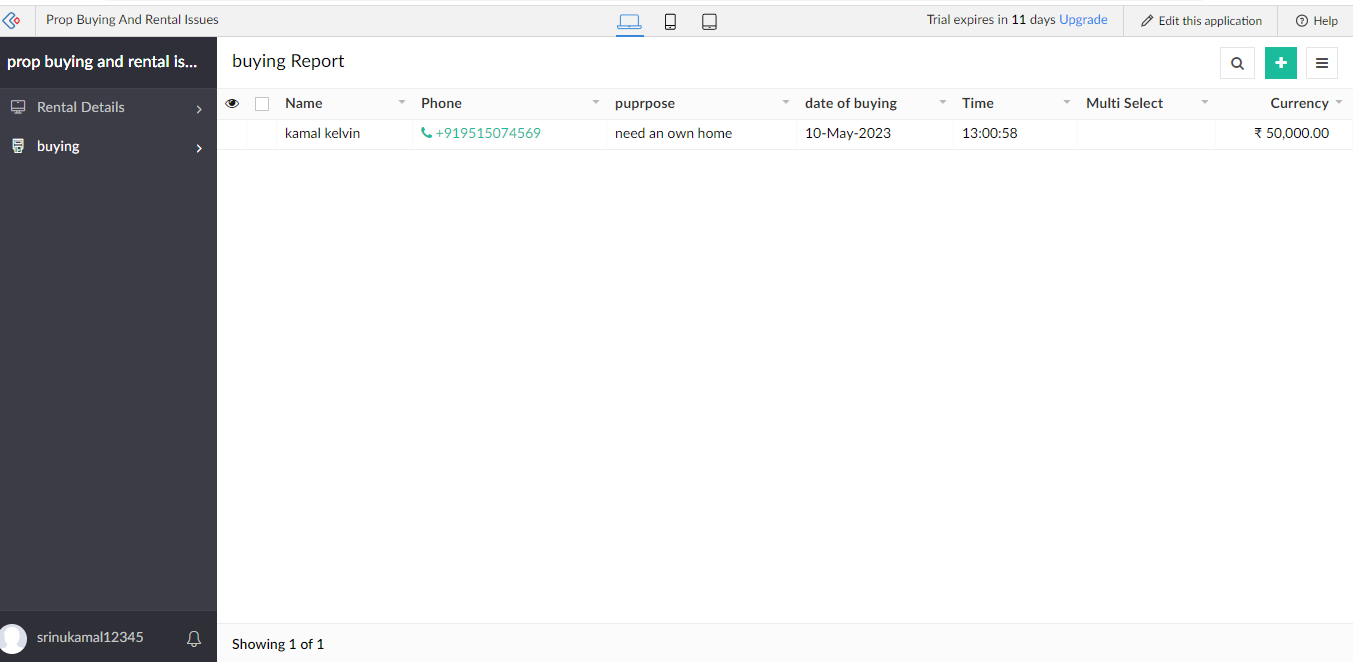 Prop Buying And Rental Issues
Trial expires in 11 days Upgrade
Edit this application
Help
prop buying and rental is...
buying Report
Rental Details
buying
Name Phone puprpose date of buying Time Multi Select Currency
kamal kelvin +919515074569 need an own home 10-May-2023 13:00:58 ₹ 50,000.00
srinukamal12345
Showing 1 of 1